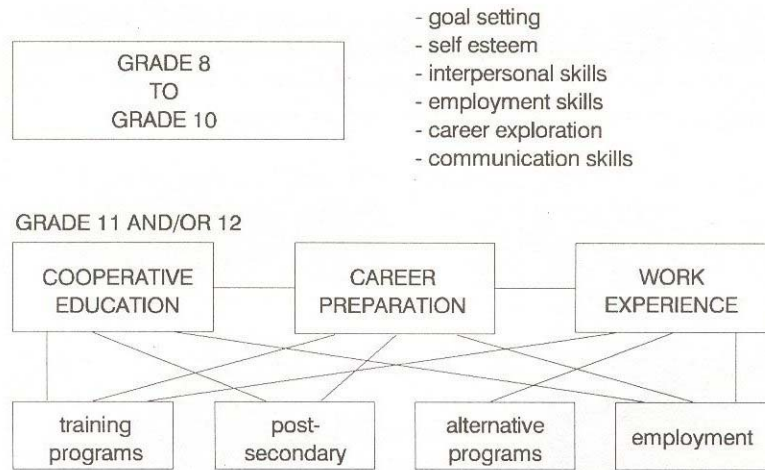 GRADE 8
TO
GRADE 10
- goal setting
- self esteem
- interpersonal skills
- employment skills
- career exploration
- communication skills
GRADE 11 AND/OR 12
COOPERATIVE
EDUCATION
CAREER
PREPARATION
WORK
EXPERIENCE
training
programs
post-
secondary
alternative
programs
employment